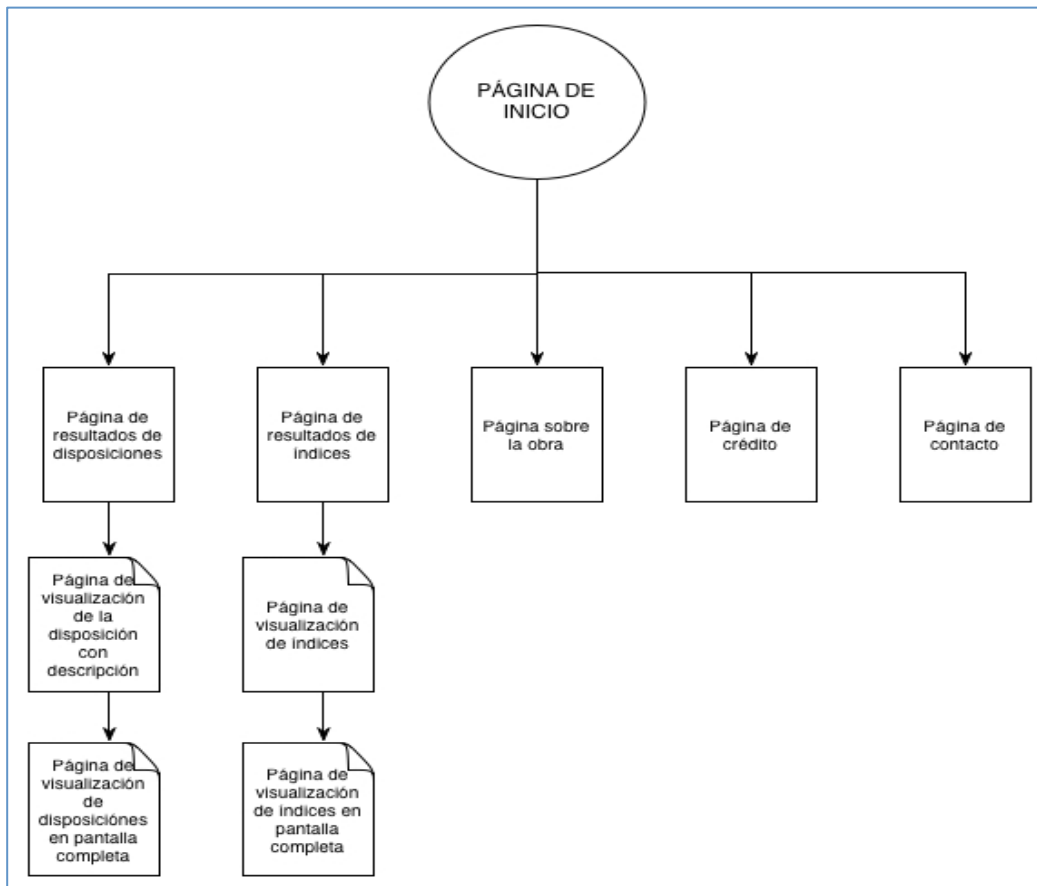 PÁGINA DE
INICIO
Página de
resultados de
disposiciones
Página de
resultados de
índices
Página sobre
la obra
Página de
crédito
Página de
contacto
Página de
visualización
de la
disposición
con
descripción
Página de
visualización
de índices
Página de
visualización
de
disposiciónes
en pantalla
completa
Página de
visualización
de índices en
pantalla
completa